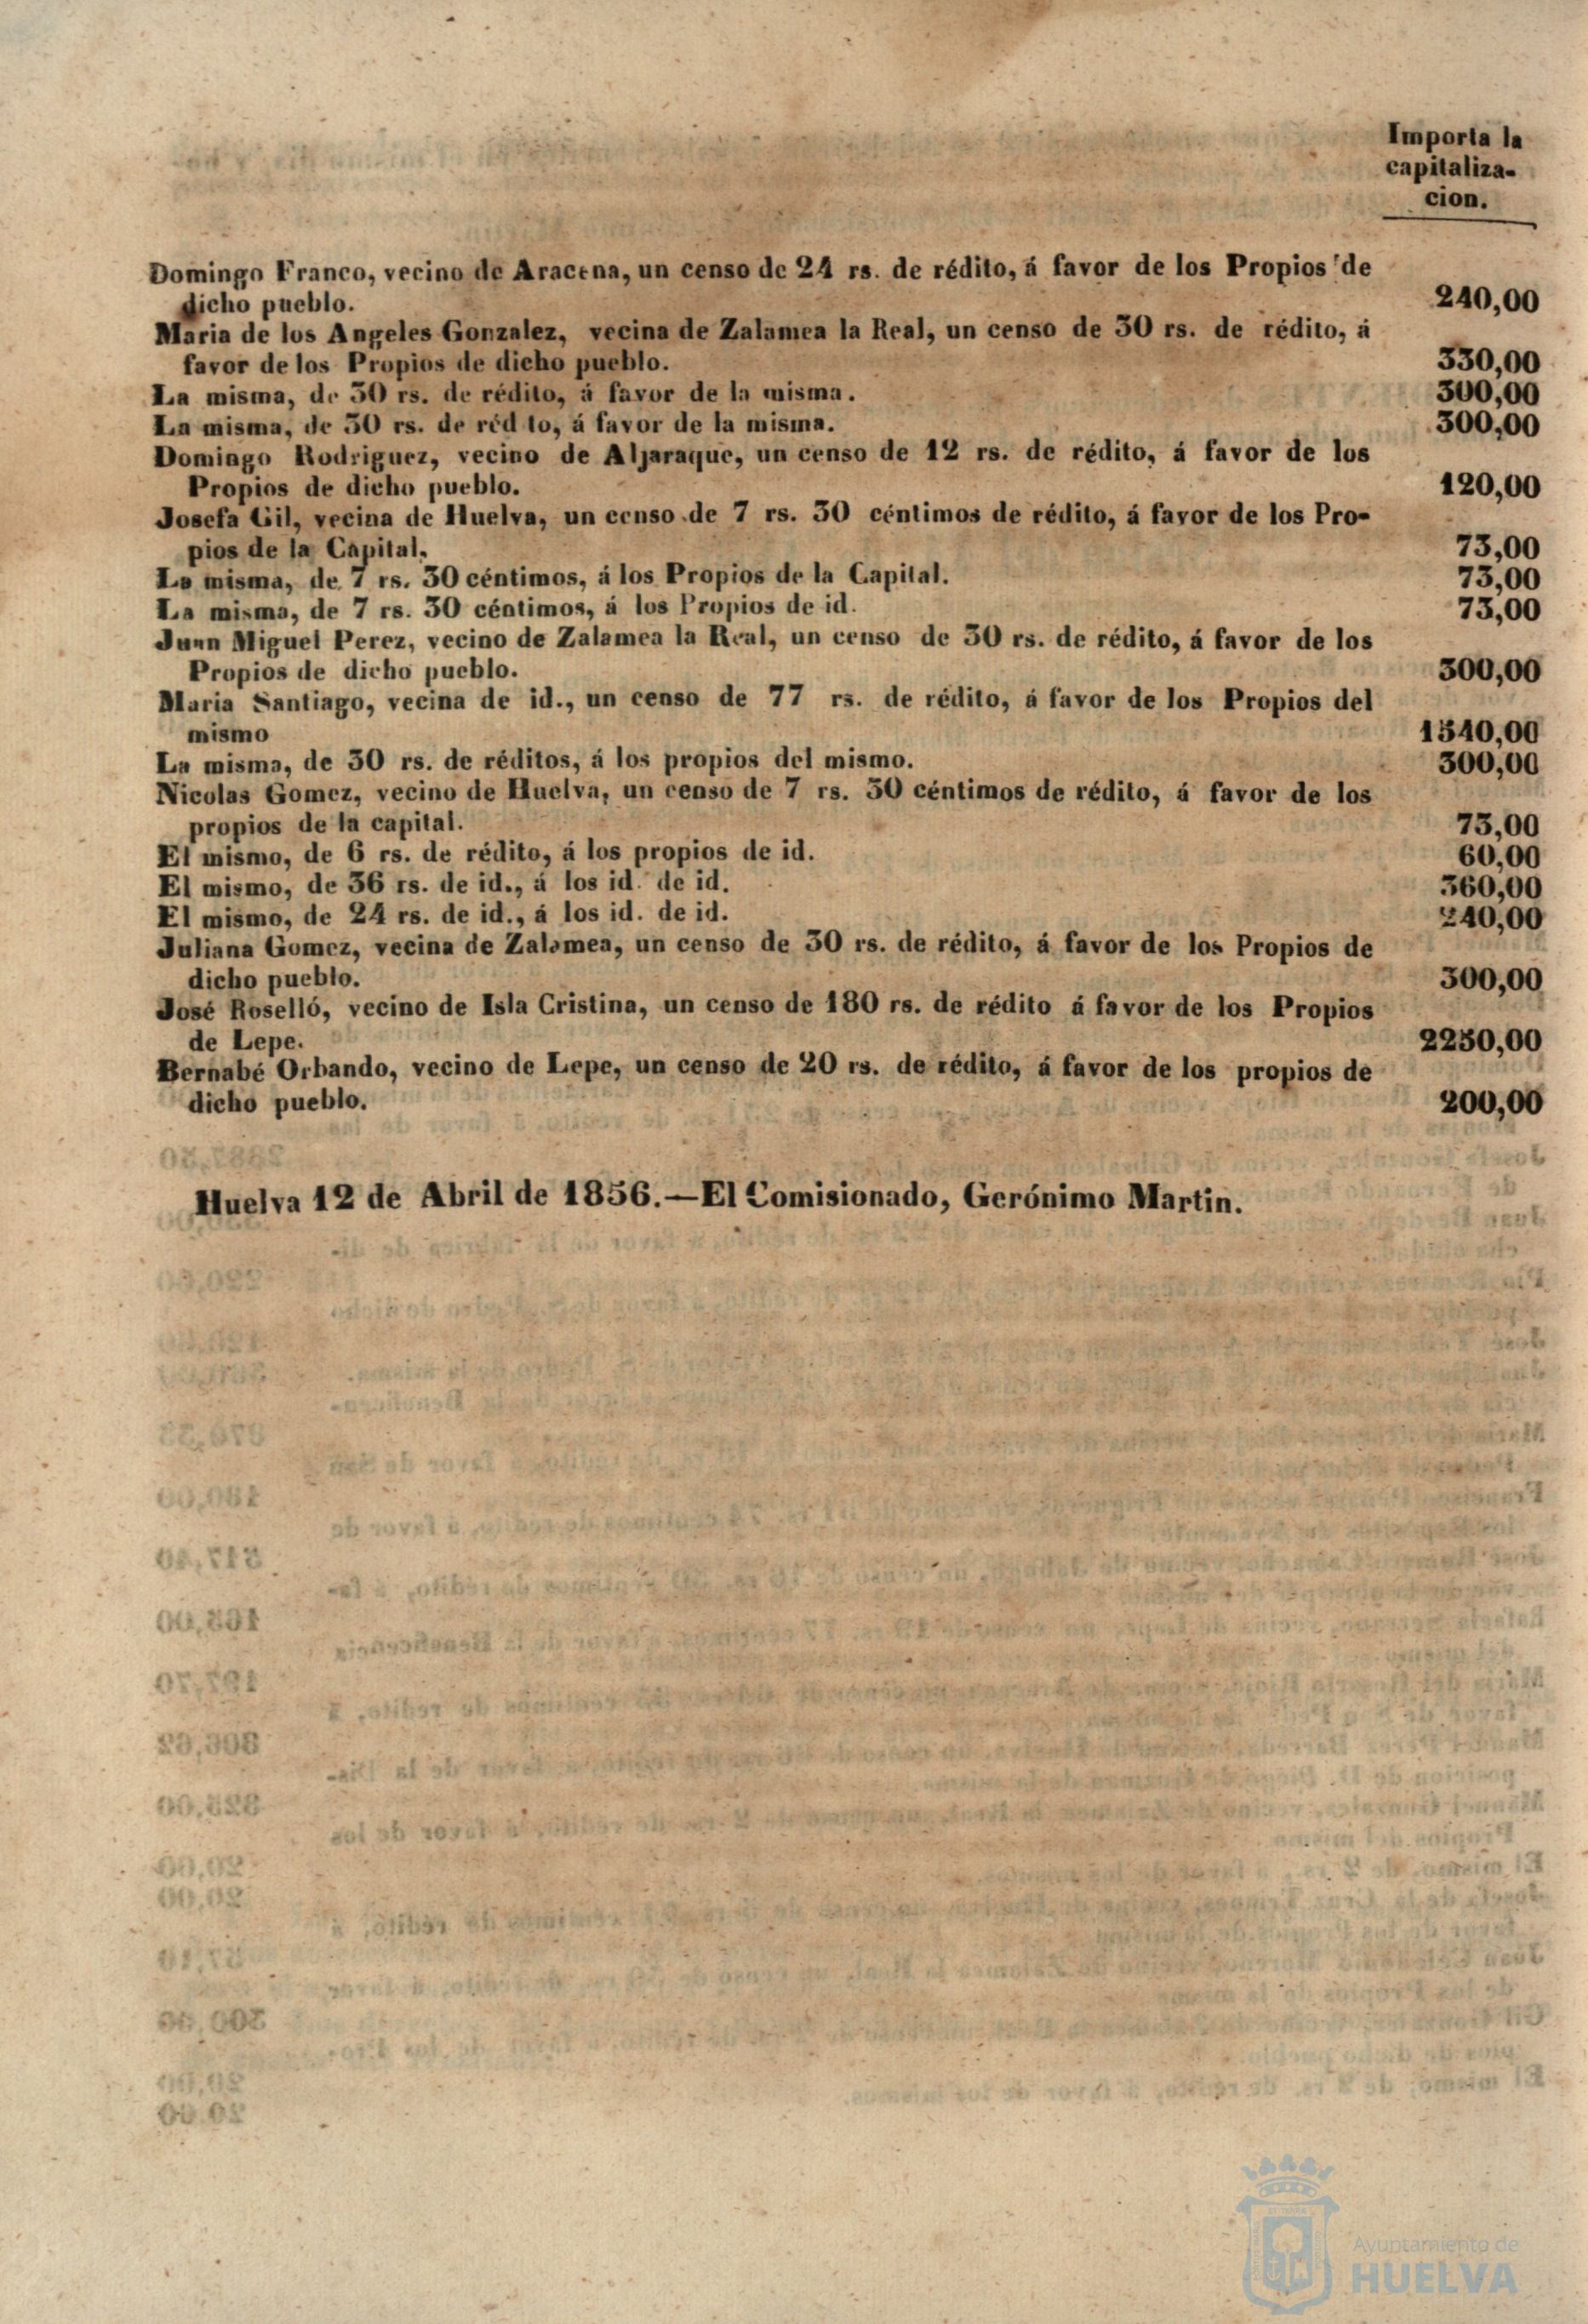 Importa la
capitaliza-
cion.
Domingo Franco, vecino de Aracena, un censo de 24 rs. de rédito, á favor de los Propios de
dicho pueblo. 240,00
Maria de los Angeles Gonzalez, vecina de Zalamea la Real, un censo de 30 rs. de rédito, á
favor de los Propios de dicho pueblo. 330,00
La misma, de 30 rs. de rédito, á favor de la misma. 300,00
La misma, de 30 rs. de rédito, á favor de la misma. 300,00
Domingo Rodriguez, vecino de Aljaraque, un censo de 12 rs. de rédito, á favor de los
Propios de dicho pueblo. 120,00
Josefa Gil, vecina de Huelva, un censo de 7 rs. 30 céntimos de rédito, á favor de los Pro-
pios de la Capital. 73,00
La misma, de 7 rs. 30 céntimos, á los Propios de la Capital. 73,00
La misma, de 7 rs. 30 céntimos, á los Propios de id. 73,00
Juan Miguel Perez, vecino de Zalamea la Real, un censo de 30 rs. de rédito, á favor de los
Propios de dicho pueblo. 300,00
Maria Santiago, vecina de id., un censo de 77 rs. de rédito, á favor de los Propios del
mismo 1540,00
La misma, de 30 rs. de réditos, á los propios del mismo. 300,00
Nicolas Gomez, vecino de Huelva, un censo de 7 rs. 30 céntimos de rédito, á favor de los
propios de la capital. 73,00
El mismo, de 6 rs. de rédito, á los propios de id. 60,00
El mismo, de 36 rs. de id., á los id. de id. 360,00
El mismo, de 24 rs. de id., á los id. de id. 240,00
Juliana Gomez, vecina de Zalamea, un censo de 30 rs. de rédito, á favor de los Propios de
dicho pueblo. 300,00
José Roselló, vecino de Isla Cristina, un censo de 180 rs. de rédito á favor de los Propios
de Lepe. 2250,00
Bernabé Orbando, vecino de Lepe, un censo de 20 rs. de rédito, á favor de los propios de
dicho pueblo. 200,00
Huelva 12 de Abril de 1856.—El Comisionado, Gerónimo Martin.
Ayuntamiento de
HUELVA